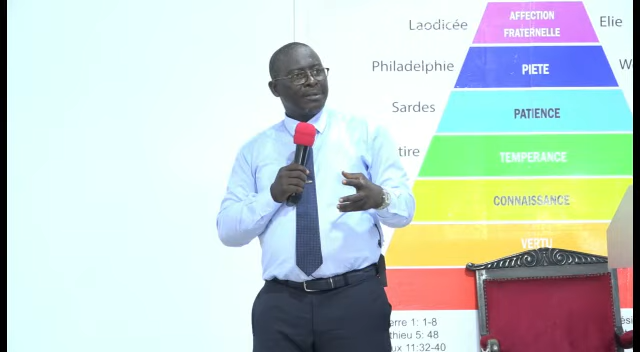 Laodicée
AFFECTION
FRATERNELLE
Elie
Philadelphie
PIETE
W
Sardes
PATIENCE
tire
TEMPERANCE
CONNAISSANCE
VERTU
erre 1: 1-8
thieu 5: 48
ux 11:32-40